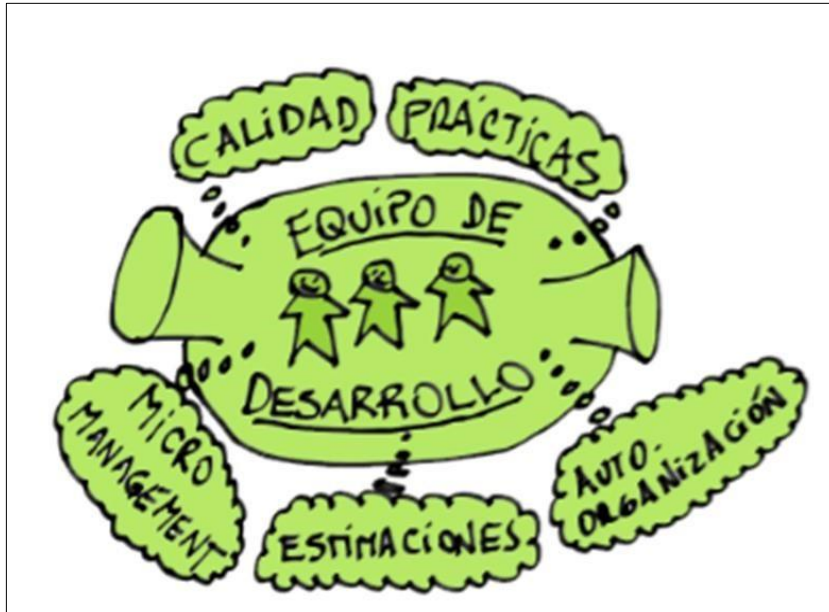 CALIDAD
PRÁCTICAS
EQUIPO DE
DESARROLLO
MICRO
MANAGEMENT
ESTIMACIONES
AUTO-
ORGANIZACIÓN